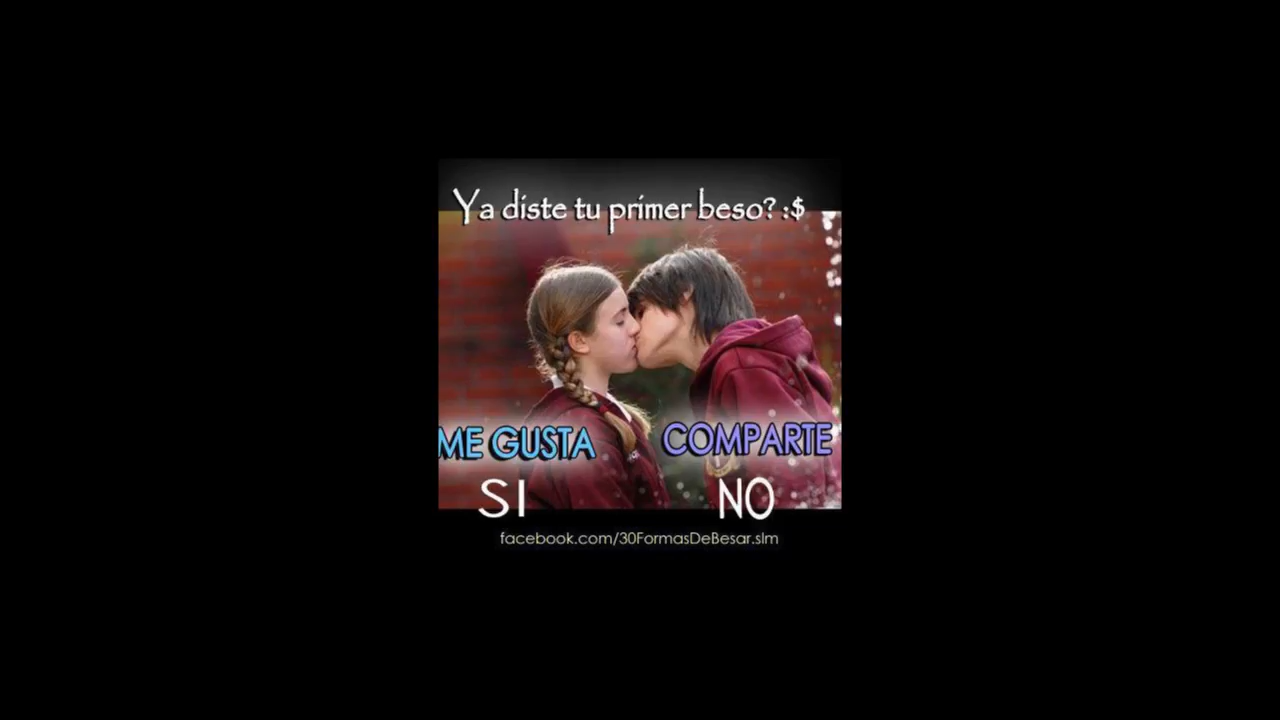 Ya diste tu primer beso? :$
ME GUSTA COMPARTE
SI NO
facebook.com/30FormasDeBesar.slm